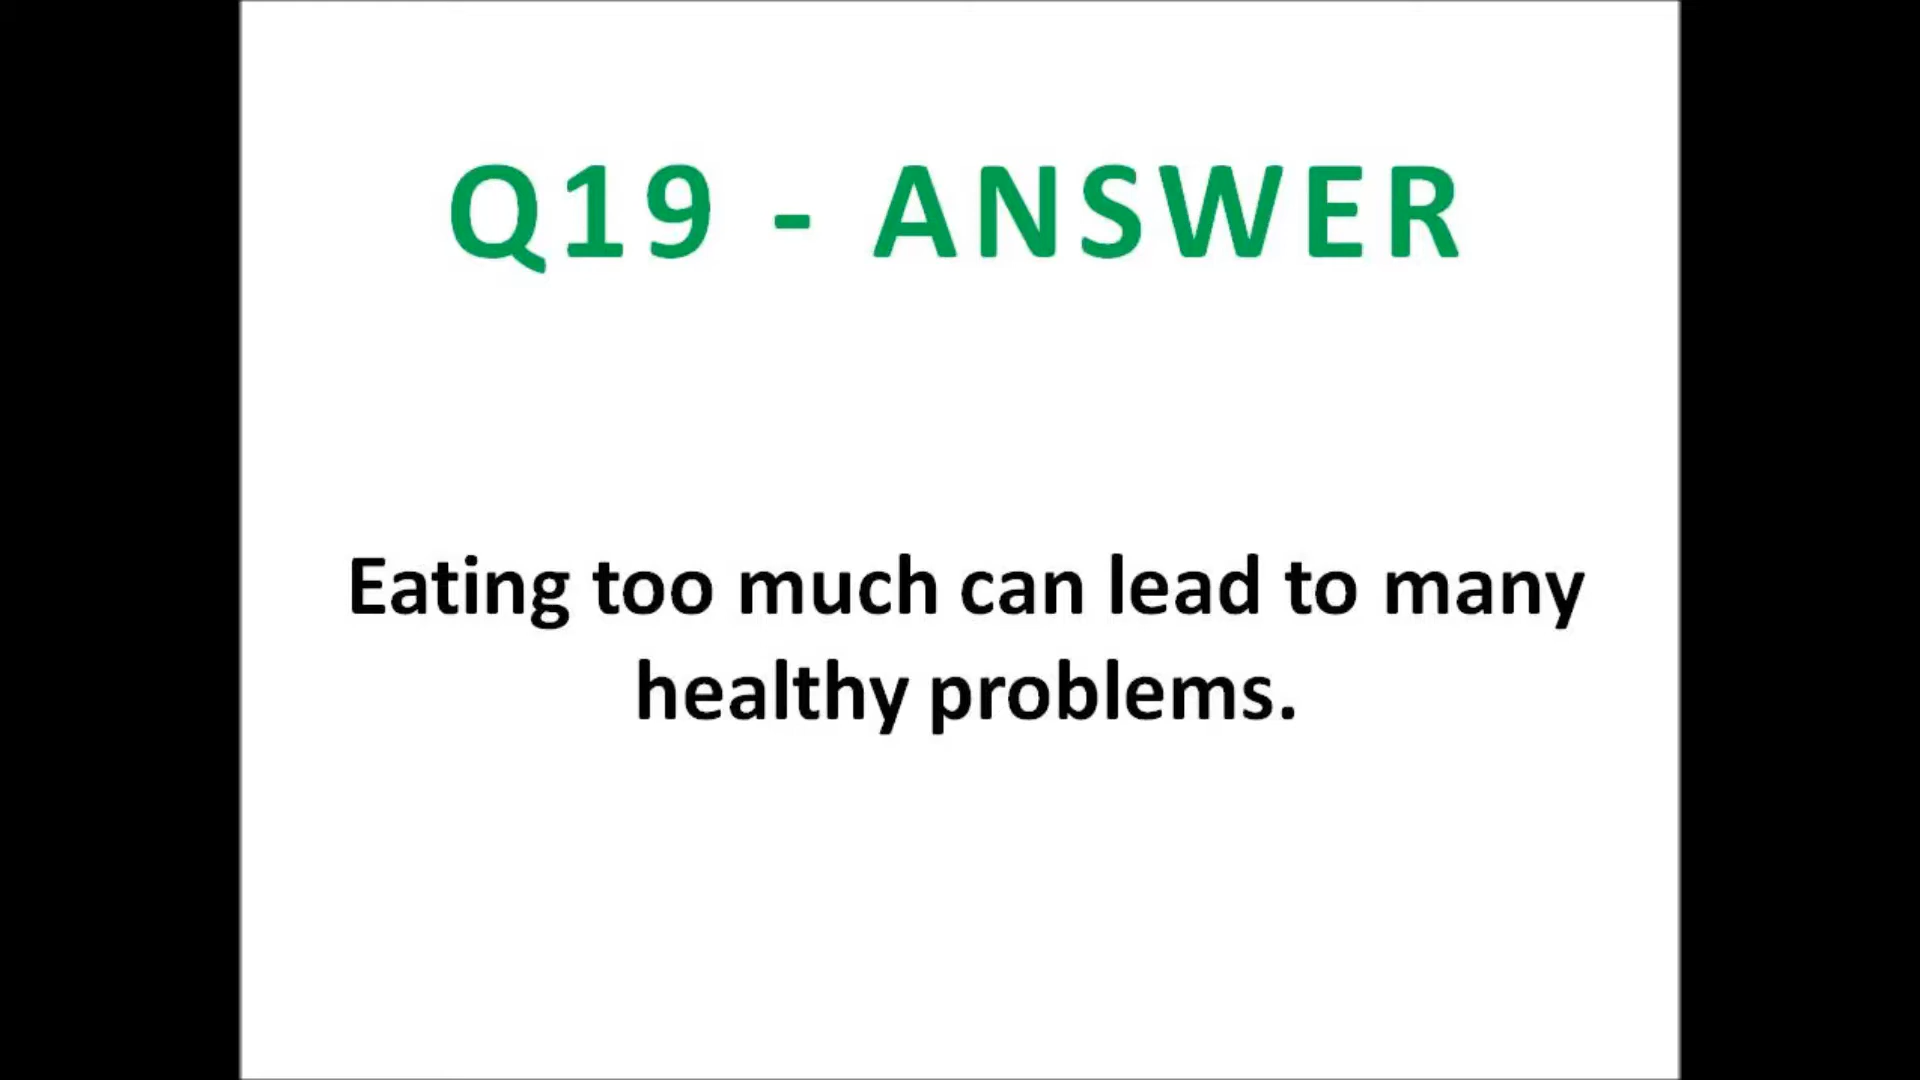 Q19 - ANSWER
Eating too much can lead to many
healthy problems.